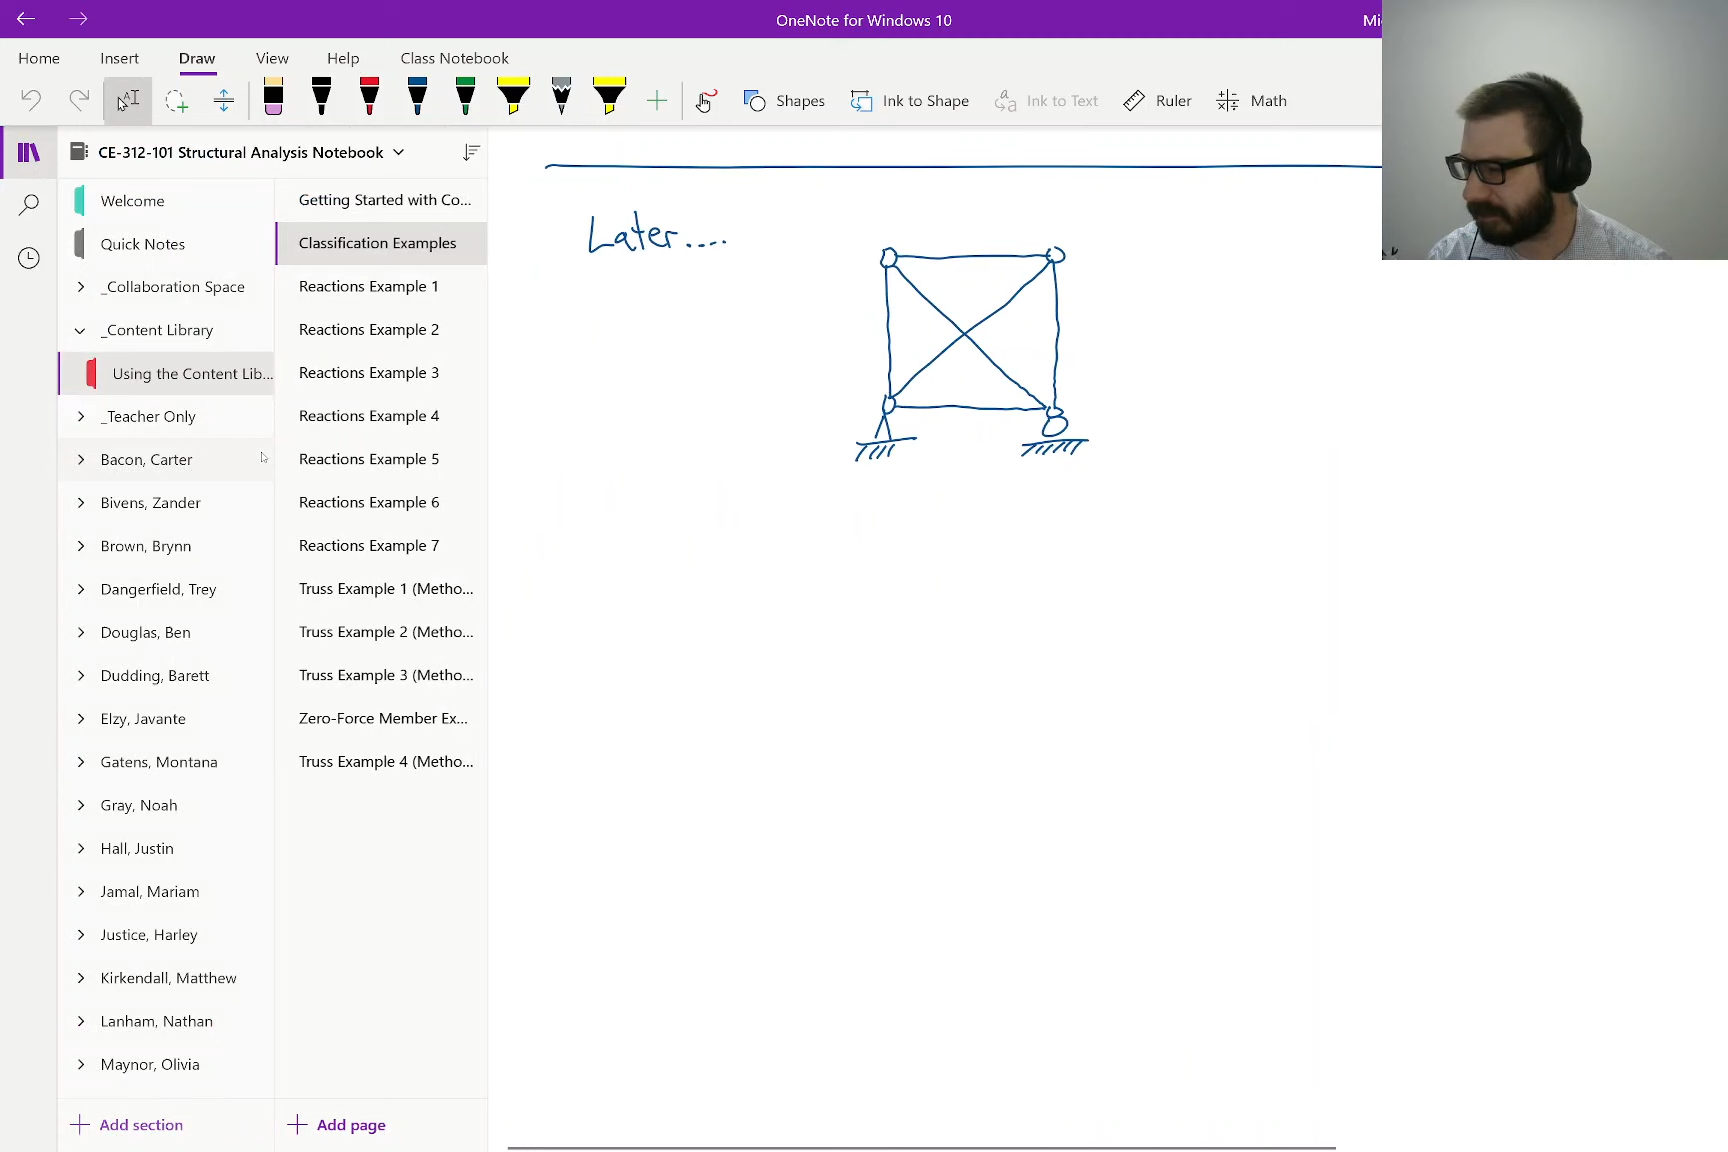 OneNote for Windows 10
Mi
Home Insert Draw View Help Class Notebook
Shapes Ink to Shape Ink to Text Ruler Math
CE-312-101 Structural Analysis Notebook
Welcome
Quick Notes
_Collaboration Space
_Content Library
Using the Content Lib...
_Teacher Only
Bacon, Carter
Bivens, Zander
Brown, Brynn
Dangerfield, Trey
Douglas, Ben
Dudding, Barett
Elzy, Javante
Gatens, Montana
Gray, Noah
Hall, Justin
Jamal, Mariam
Justice, Harley
Kirkendall, Matthew
Lanham, Nathan
Maynor, Olivia
Add section
Getting Started with Co...
Classification Examples
Reactions Example 1
Reactions Example 2
Reactions Example 3
Reactions Example 4
Reactions Example 5
Reactions Example 6
Reactions Example 7
Truss Example 1 (Metho...
Truss Example 2 (Metho...
Truss Example 3 (Metho...
Zero-Force Member Ex...
Truss Example 4 (Metho...
Add page
Later....